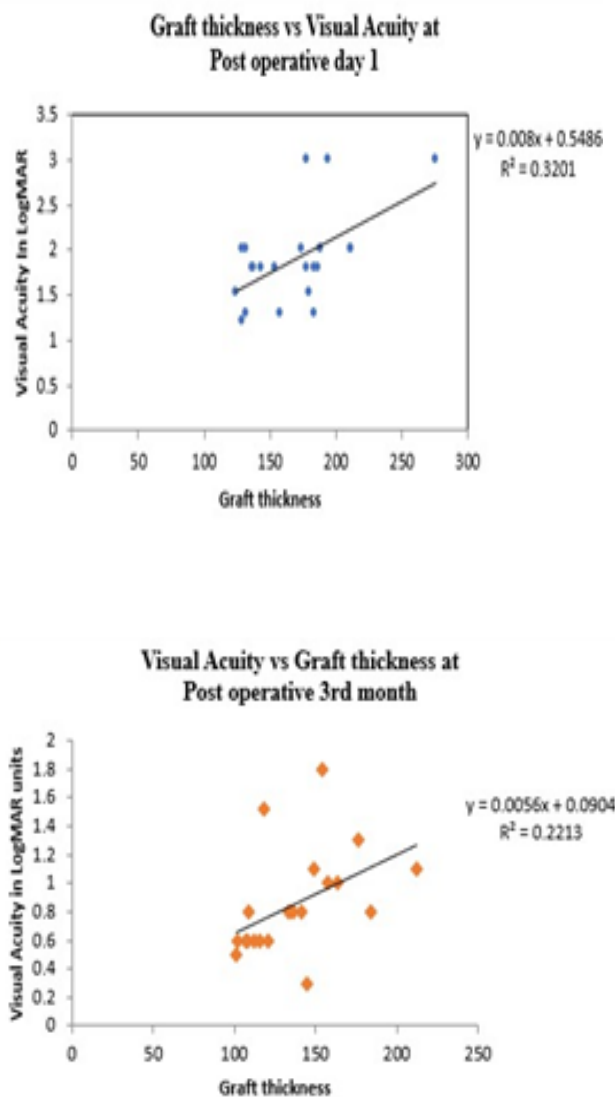 Graft thickness vs Visual Acuity at
Post operative day 1
3.5
3
2.5
2
1.5
1
0.5
0
Visual Acuity In LogMAR
y = 0.008x + 0.5486
R² = 0.3201
0 50 100 150 200 250 300
Graft thickness
Visual Acuity vs Graft thickness at
Post operative 3rd month
2
1.8
1.6
1.4
1.2
1
0.8
0.6
0.4
0.2
0
Visual Acuity in LogMAR units
y = 0.0056x + 0.0904
R² = 0.2213
0 50 100 150 200 250
Graft thickness